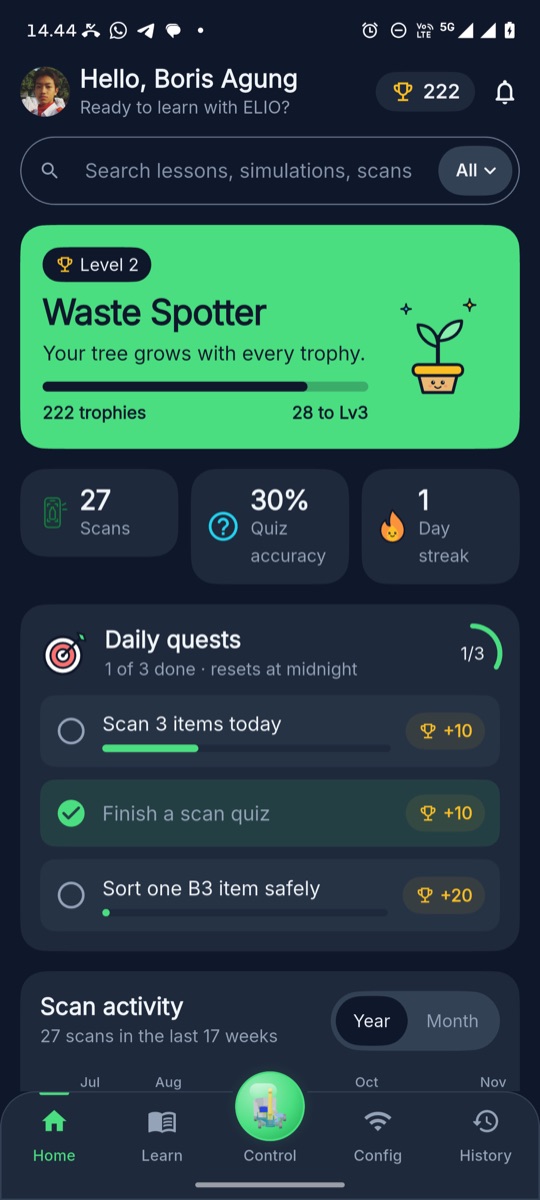 14.44
Vo
LTE
5G
Hello, Boris Agung
Ready to learn with ELIO?
222
Search lessons, simulations, scans
All
Level 2
Waste Spotter
Your tree grows with every trophy.
222 trophies
28 to Lv3
27
Scans
30%
Quiz
accuracy
1
Day
streak
Daily quests
1 of 3 done · resets at midnight
1/3
Scan 3 items today
+10
Finish a scan quiz
+10
Sort one B3 item safely
+20
Scan activity
27 scans in the last 17 weeks
Year
Month
Jul
Aug
Oct
Nov
Home
Learn
Control
Config
History